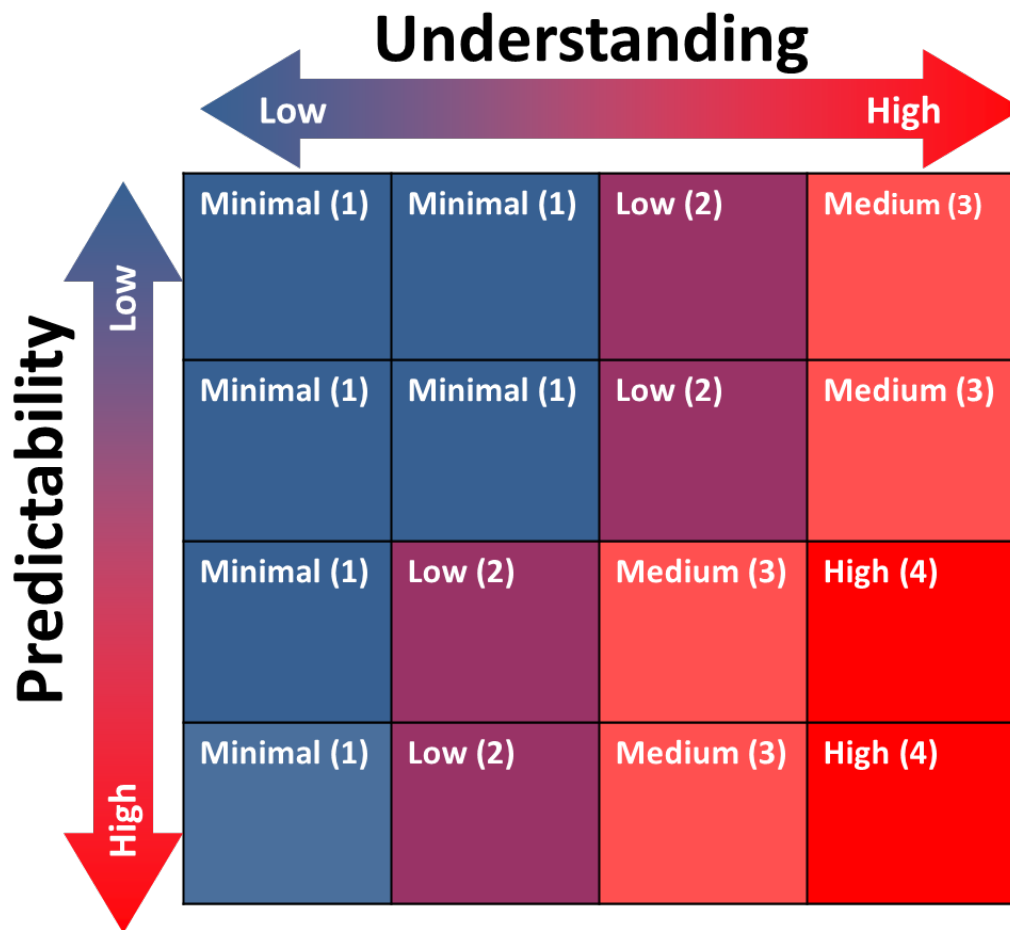 Understanding
Low High
Predictability
Low
High
Minimal (1) Minimal (1) Low (2) Medium (3)
Minimal (1) Minimal (1) Low (2) Medium (3)
Minimal (1) Low (2) Medium (3) High (4)
Minimal (1) Low (2) Medium (3) High (4)